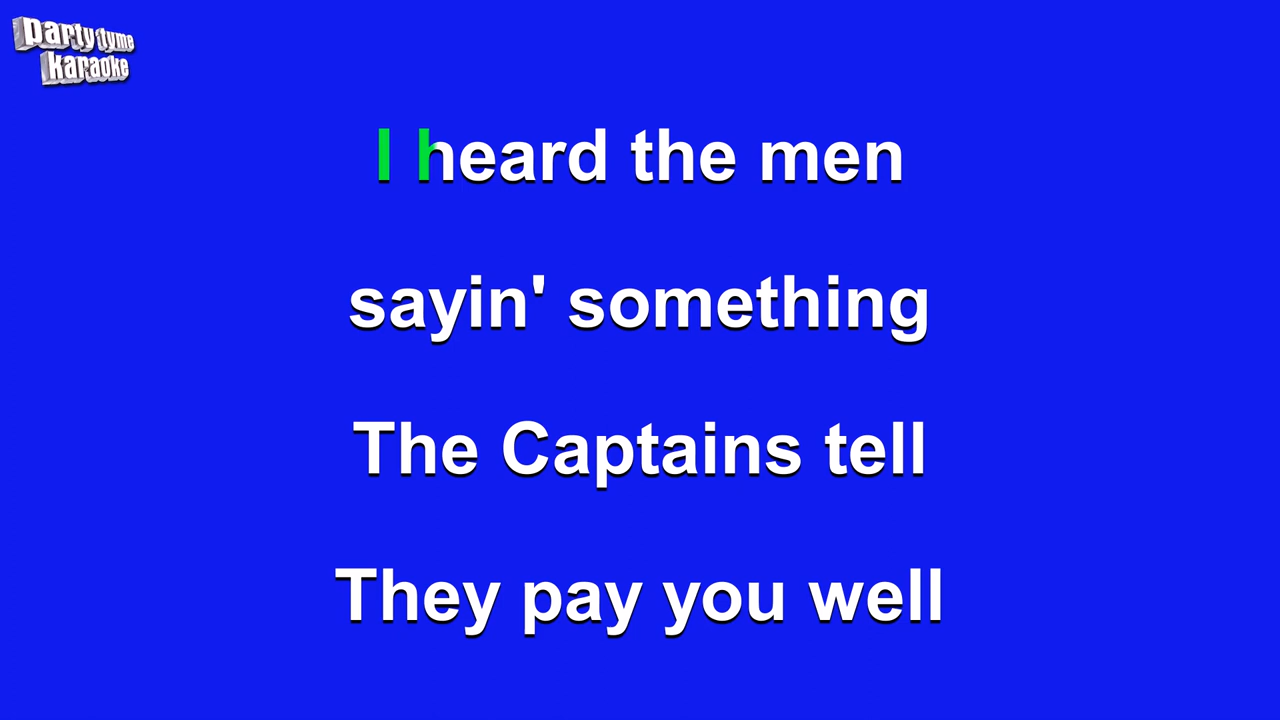 party tyme
karaoke
I heard the men
sayin' something
The Captains tell
They pay you well